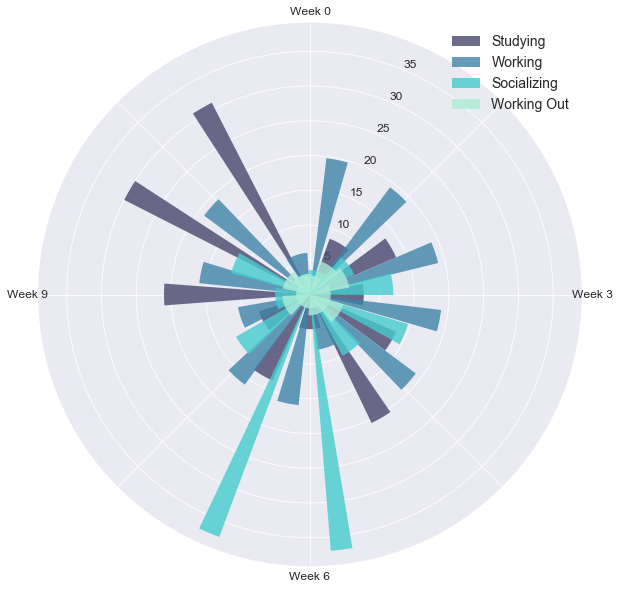 Week 0
Studying
Working
Socializing
Working Out
35
30
25
20
15
10
5
Week 9
Week 3
Week 6